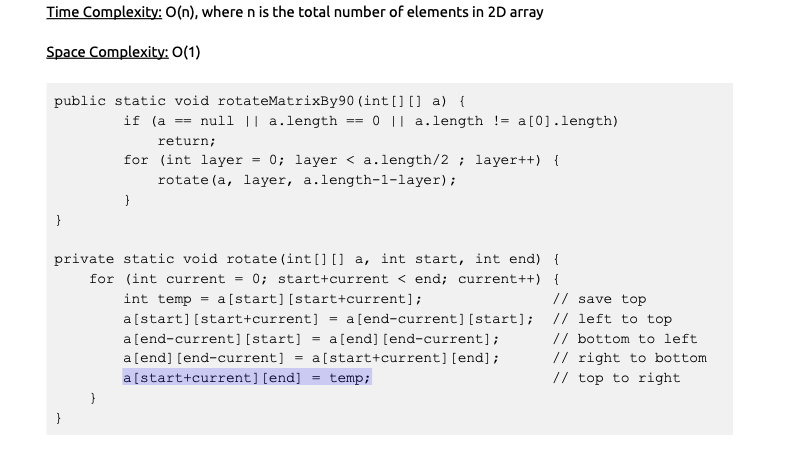 Time Complexity: O(n), where n is the total number of elements in 2D array
Space Complexity: O(1)
public static void rotateMatrixBy90(int[][] a) {
if (a == null || a.length == 0 || a.length != a[0].length)
return;
for (int layer = 0; layer < a.length/2 ; layer++) {
rotate(a, layer, a.length-1-layer);
}
}
private static void rotate(int[][] a, int start, int end) {
for (int current = 0; start+current < end; current++) {
int temp = a[start][start+current]; // save top
a[start][start+current] = a[end-current][start]; // left to top
a[end-current][start] = a[end][end-current]; // bottom to left
a[end][end-current] = a[start+current][end]; // right to bottom
a[start+current][end] = temp; // top to right
}
}